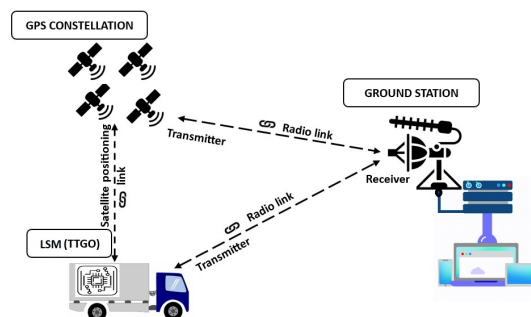 GPS CONSTELLATION
GROUND STATION
Radio link
Transmitter
Satellite positioning
link
Receiver
Radio link
Transmitter
LSM (TTGO)